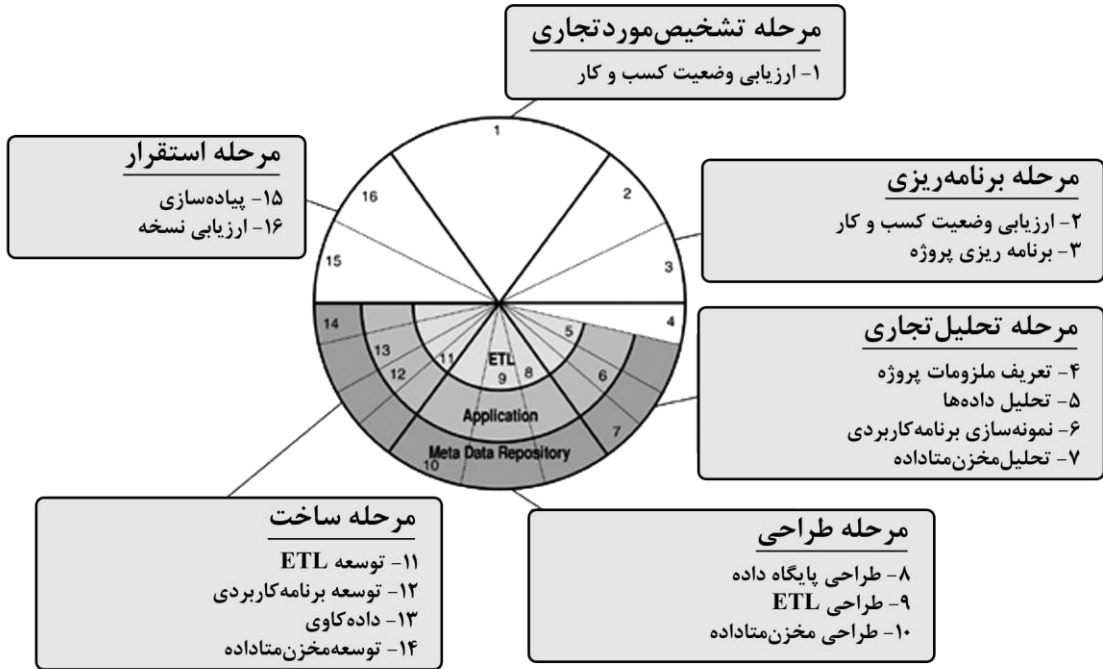 مرحله تشخیص‌موردتجاری
۱- ارزیابی وضعیت کسب و کار
مرحله برنامه‌ریزی
۲- ارزیابی وضعیت کسب و کار
۳- برنامه ریزی پروژه
مرحله تحلیل‌تجاری
۴- تعریف ملزومات پروژه
۵- تحلیل داده‌ها
۶- نمونه‌سازی برنامه‌کاربردی
۷- تحلیل‌مخزن‌متاداده
مرحله طراحی
۸- طراحی پایگاه داده
۹- طراحی ETL
۱۰- طراحی مخزن‌متاداده
مرحله ساخت
۱۱- توسعه ETL
۱۲- توسعه برنامه‌کاربردی
۱۳- داده‌کاوی
۱۴- توسعه‌مخزن‌متاداده
مرحله استقرار
۱۵- پیاده‌سازی
۱۶- ارزیابی نسخه
1
2
3
4
5
6
7
8
9
10
11
12
13
14
15
16
ETL
Application
Meta Data Repository